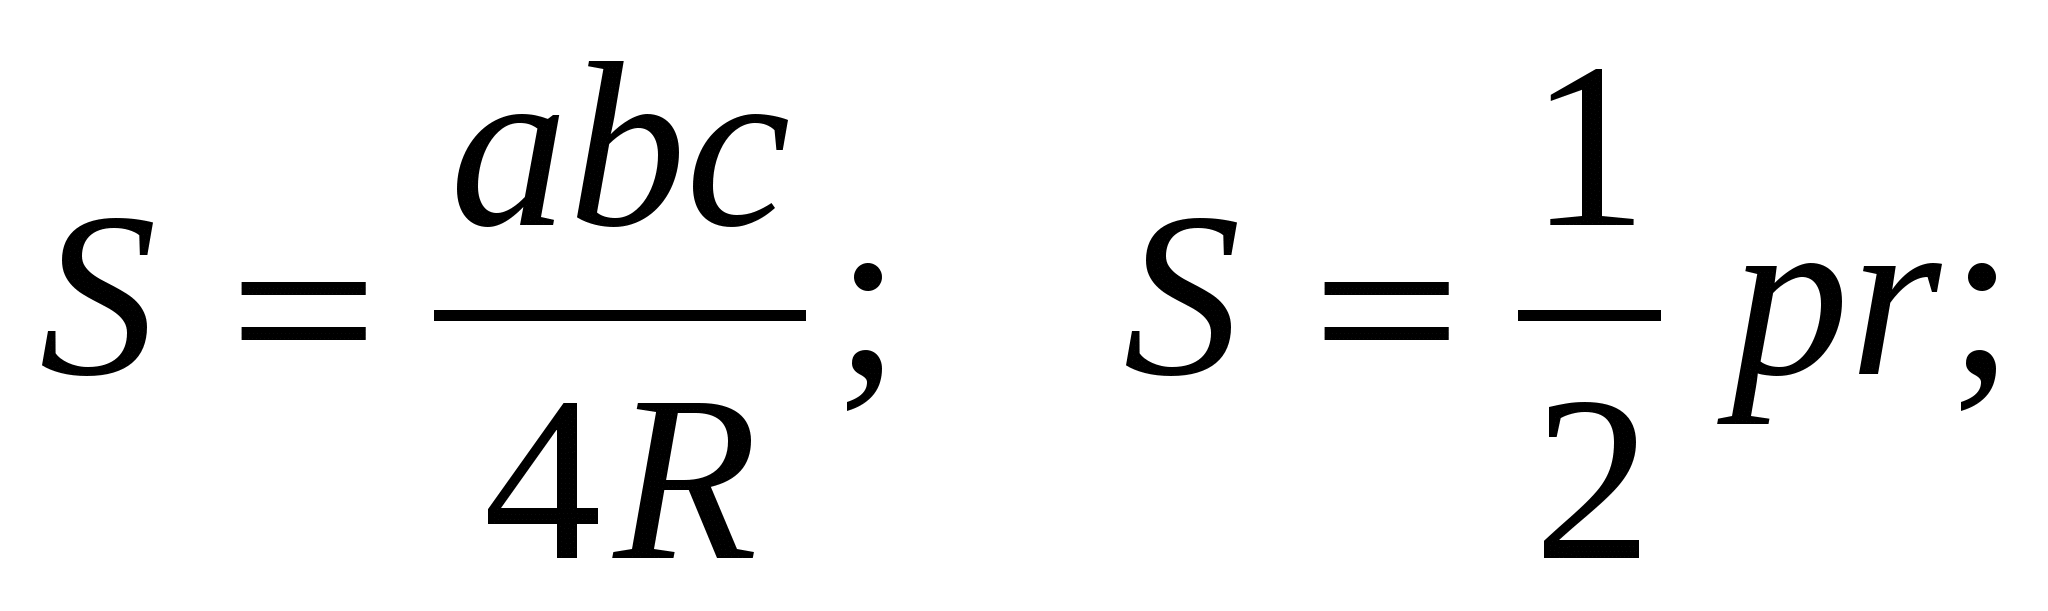 S = abc/4R; S = 1/2 pr;